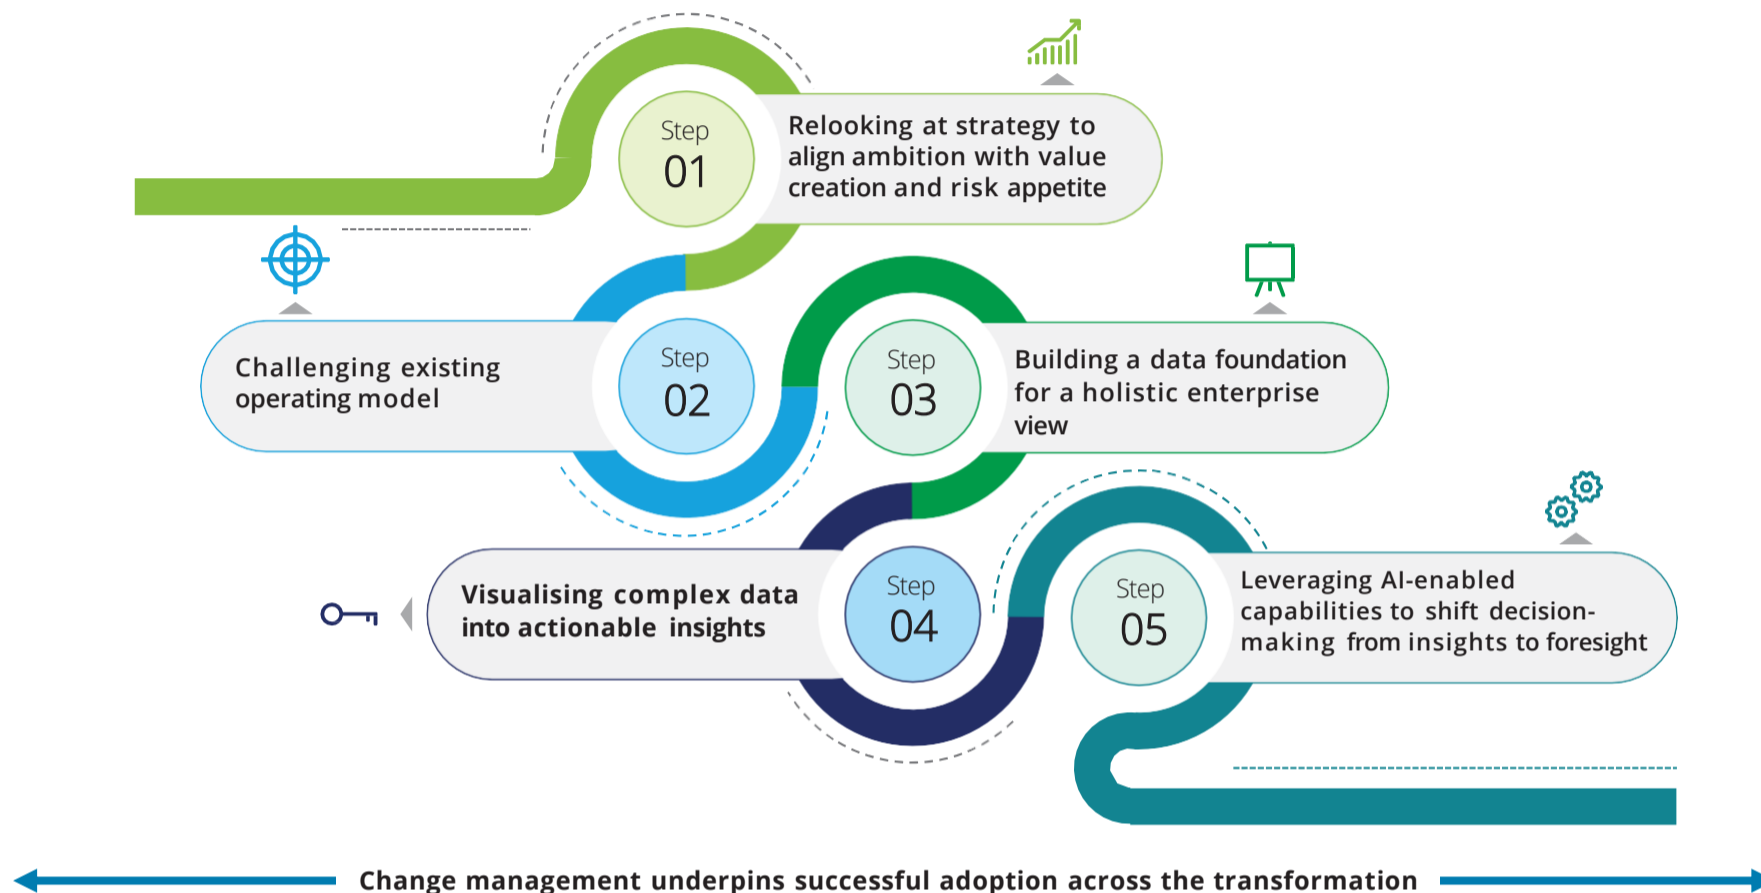 Step
01
Relooking at strategy to
align ambition with value
creation and risk appetite
Step
02
Challenging existing
operating model
Step
03
Building a data foundation
for a holistic enterprise
view
Step
04
Visualising complex data
into actionable insights
Step
05
Leveraging AI-enabled
capabilities to shift decision-
making from insights to foresight
Change management underpins successful adoption across the transformation